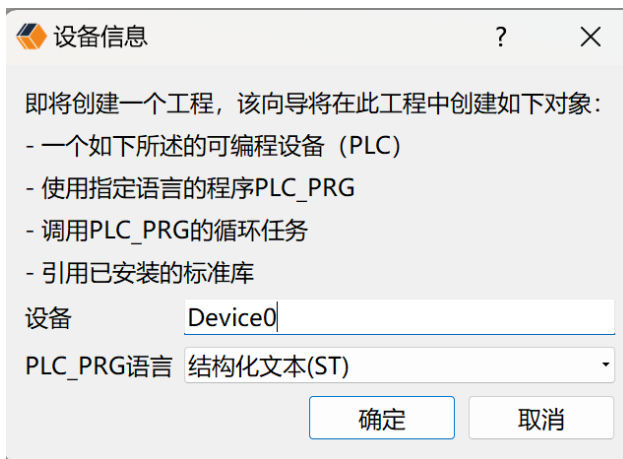 设备信息
?
即将创建一个工程，该向导将在此工程中创建如下对象：
- 一个如下所述的可编程设备（PLC）
- 使用指定语言的程序PLC_PRG
- 调用PLC_PRG的循环任务
- 引用已安装的标准库
设备 Device0
PLC_PRG语言 结构化文本(ST)
确定 取消